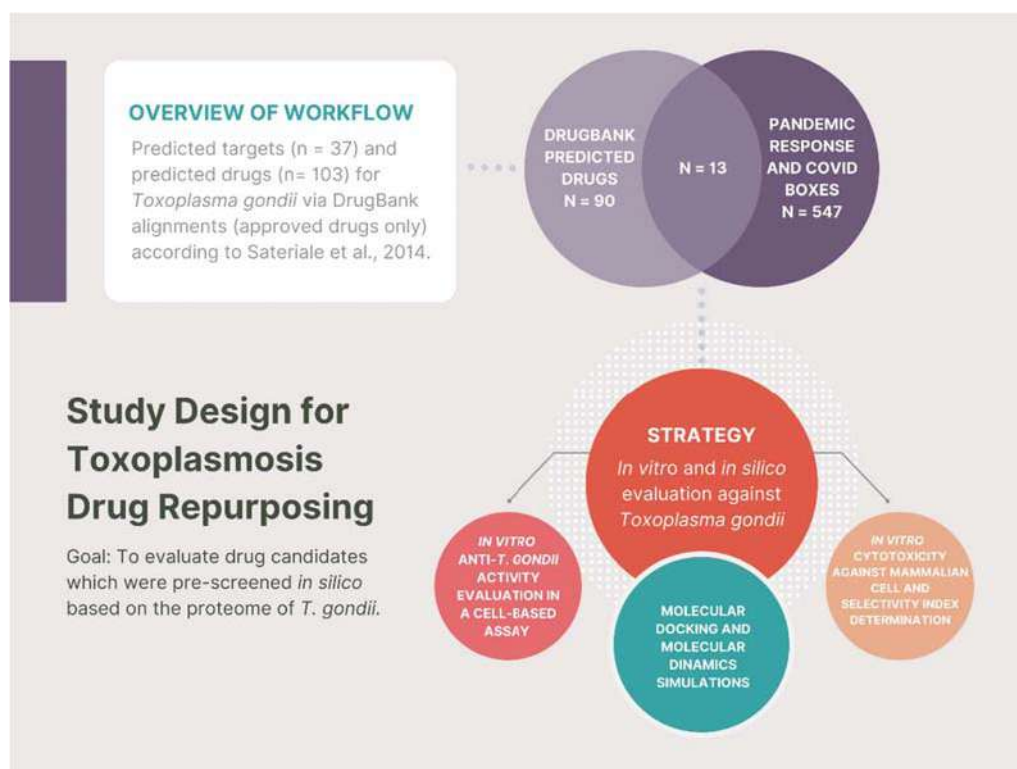 OVERVIEW OF WORKFLOW
Predicted targets (n = 37) and
predicted drugs (n= 103) for
Toxoplasma gondii via DrugBank
alignments (approved drugs only)
according to Sateriale et al., 2014.
DRUGBANK
PREDICTED
DRUGS
N = 90
N = 13
PANDEMIC
RESPONSE
AND COVID
BOXES
N = 547
Study Design for
Toxoplasmosis
Drug Repurposing
Goal: To evaluate drug candidates
which were pre-screened in silico
based on the proteome of T. gondii.
STRATEGY
In vitro and in silico
evaluation against
Toxoplasma gondii
IN VITRO
ANTI-T. GONDII
ACTIVITY
EVALUATION IN
A CELL-BASED
ASSAY
MOLECULAR
DOCKING AND
MOLECULAR
DINAMICS
SIMULATIONS
IN VITRO
CYTOTOXICITY
AGAINST MAMMALIAN
CELL AND
SELECTIVITY INDEX
DETERMINATION